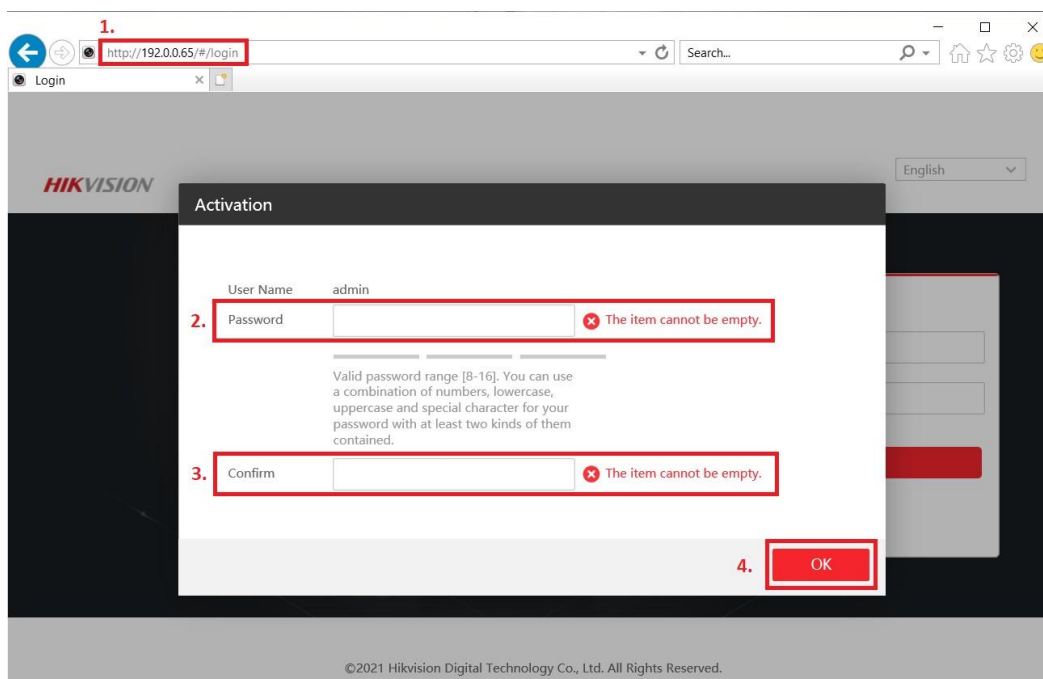 1.
http://192.0.0.65/#/login
Search...
Login
HIKVISION
English
Activation
User Name admin
2. Password The item cannot be empty.
Valid password range [8-16]. You can use
a combination of numbers, lowercase,
uppercase and special character for your
password with at least two kinds of them
contained.
3. Confirm The item cannot be empty.
4. OK
©2021 Hikvision Digital Technology Co., Ltd. All Rights Reserved.